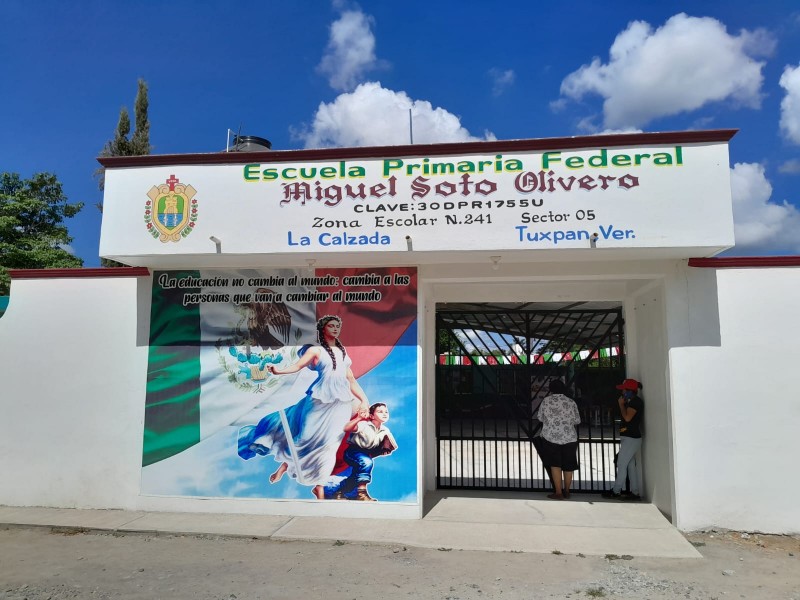 Escuela Primaria Federal
Miguel Soto Olivero
CLAVE:30DPR1755U
Zona Escolar N.241 Sector 05
La Calzada Tuxpan.Ver.
La educacion no cambia al mundo: cambia a las
personas que van a cambiar al mundo